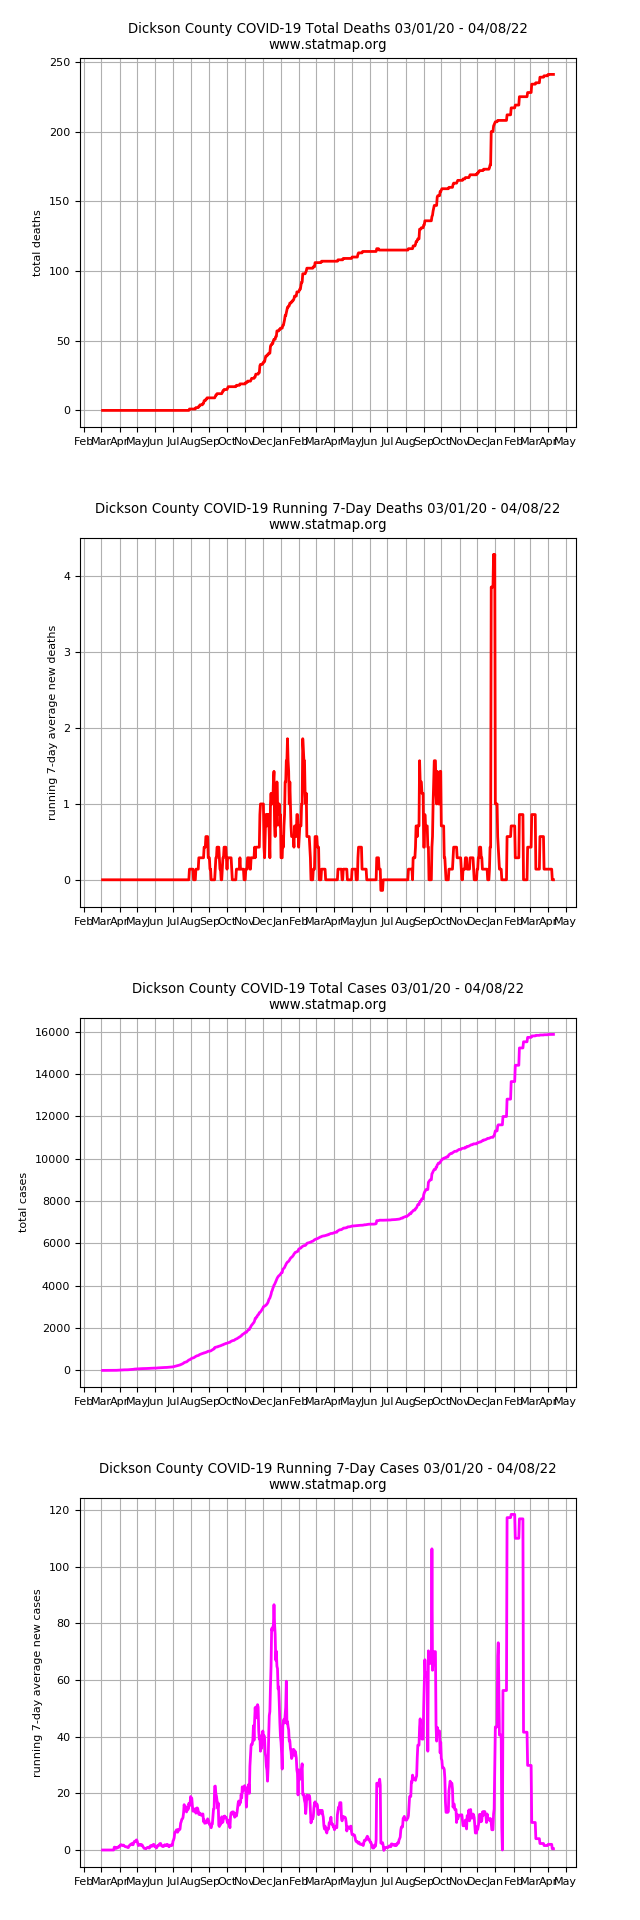 Dickson County COVID-19 Total Deaths 03/01/20 - 04/08/22
www.statmap.org
250
200
150
100
50
0
total deaths
Feb Mar Apr May Jun Jul Aug Sep Oct Nov Dec Jan Feb Mar Apr May Jun Jul Aug Sep Oct Nov Dec Jan Feb Mar Apr May
Dickson County COVID-19 Running 7-Day Deaths 03/01/20 - 04/08/22
www.statmap.org
4
3
2
1
0
running 7-day average new deaths
Feb Mar Apr May Jun Jul Aug Sep Oct Nov Dec Jan Feb Mar Apr May Jun Jul Aug Sep Oct Nov Dec Jan Feb Mar Apr May
Dickson County COVID-19 Total Cases 03/01/20 - 04/08/22
www.statmap.org
16000
14000
12000
10000
8000
6000
4000
2000
0
total cases
Feb Mar Apr May Jun Jul Aug Sep Oct Nov Dec Jan Feb Mar Apr May Jun Jul Aug Sep Oct Nov Dec Jan Feb Mar Apr May
Dickson County COVID-19 Running 7-Day Cases 03/01/20 - 04/08/22
www.statmap.org
120
100
80
60
40
20
0
running 7-day average new cases
Feb Mar Apr May Jun Jul Aug Sep Oct Nov Dec Jan Feb Mar Apr May Jun Jul Aug Sep Oct Nov Dec Jan Feb Mar Apr May